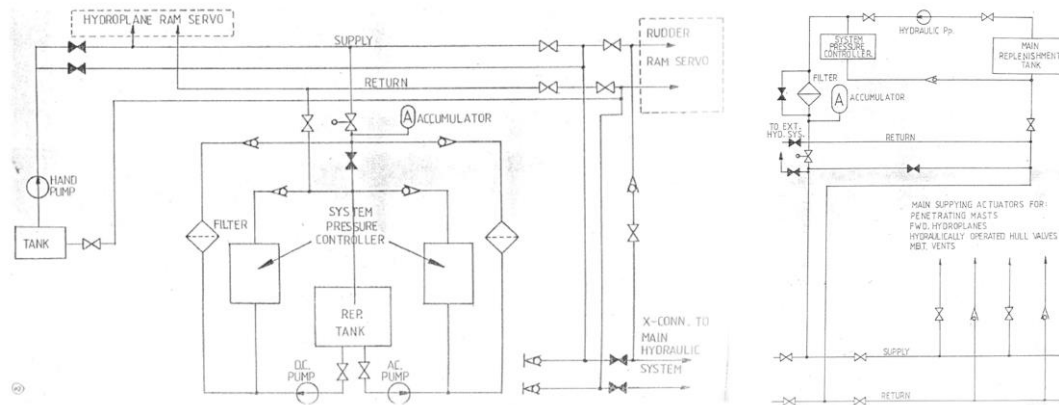 HYDROPLANE RAM SERVO
SUPPLY
RETURN
RUDDER
RAM SERVO
A
ACCUMULATOR
HAND
PUMP
TANK
FILTER
SYSTEM
PRESSURE
CONTROLLER
REP.
TANK
D.C.
PUMP
A.C.
PUMP
X-CONN. TO
MAIN
HYDRAULIC
SYSTEM
HYDRAULIC Pp.
SYSTEM
PRESSURE
CONTROLLER
MAIN
REPLENISHMENT
TANK
FILTER
A
ACCUMULATOR
TO EXT.
HYD. SYS.
RETURN
MAIN SUPPLYING ACTUATORS FOR
PENETRATING MASTS
FWD. HYDROPLANES
HYDRAULICALLY OPERATED HULL VALVES
MBT. VENTS
SUPPLY
RETURN